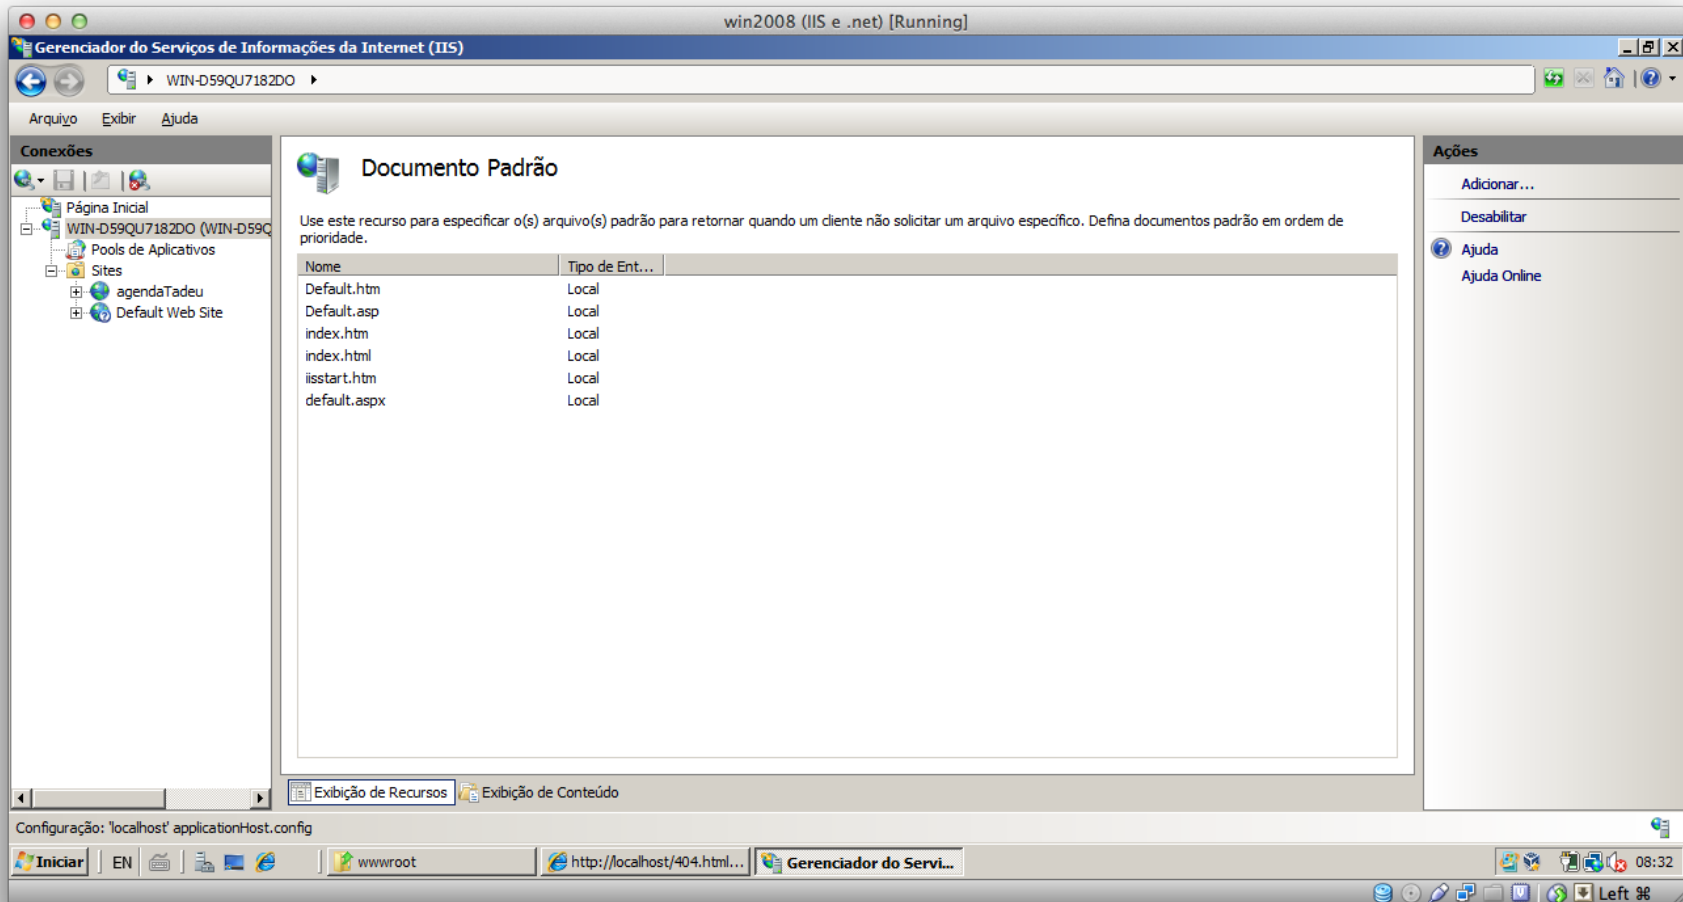 win2008 (IIS e .net) [Running]
Gerenciador do Serviços de Informações da Internet (IIS)
WIN-D59QU7182DO
Arquivo Exibir Ajuda
Conexões
Página Inicial
WIN-D59QU7182DO (WIN-D59Q
Pools de Aplicativos
Sites
agendaTadeu
Default Web Site
Documento Padrão
Use este recurso para especificar o(s) arquivo(s) padrão para retornar quando um cliente não solicitar um arquivo específico. Defina documentos padrão em ordem de
prioridade.
Nome Tipo de Ent...
Default.htm Local
Default.asp Local
index.htm Local
index.html Local
iisstart.htm Local
default.aspx Local
Exibição de Recursos Exibição de Conteúdo
Ações
Adicionar...
Desabilitar
Ajuda
Ajuda Online
Configuração: 'localhost' applicationHost.config
Iniciar EN wwwroot http://localhost/404.html... Gerenciador do Servi... 08:32
Left ⌘